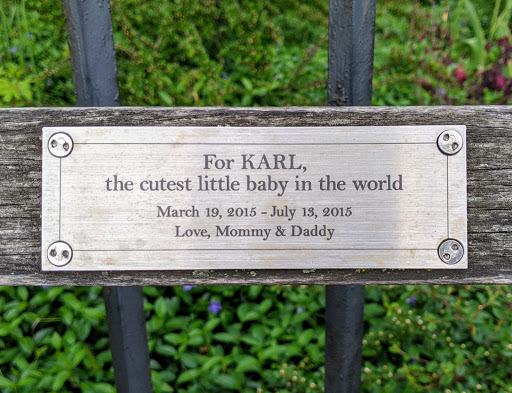 For KARL,
the cutest little baby in the world
March 19, 2015 - July 13, 2015
Love, Mommy & Daddy